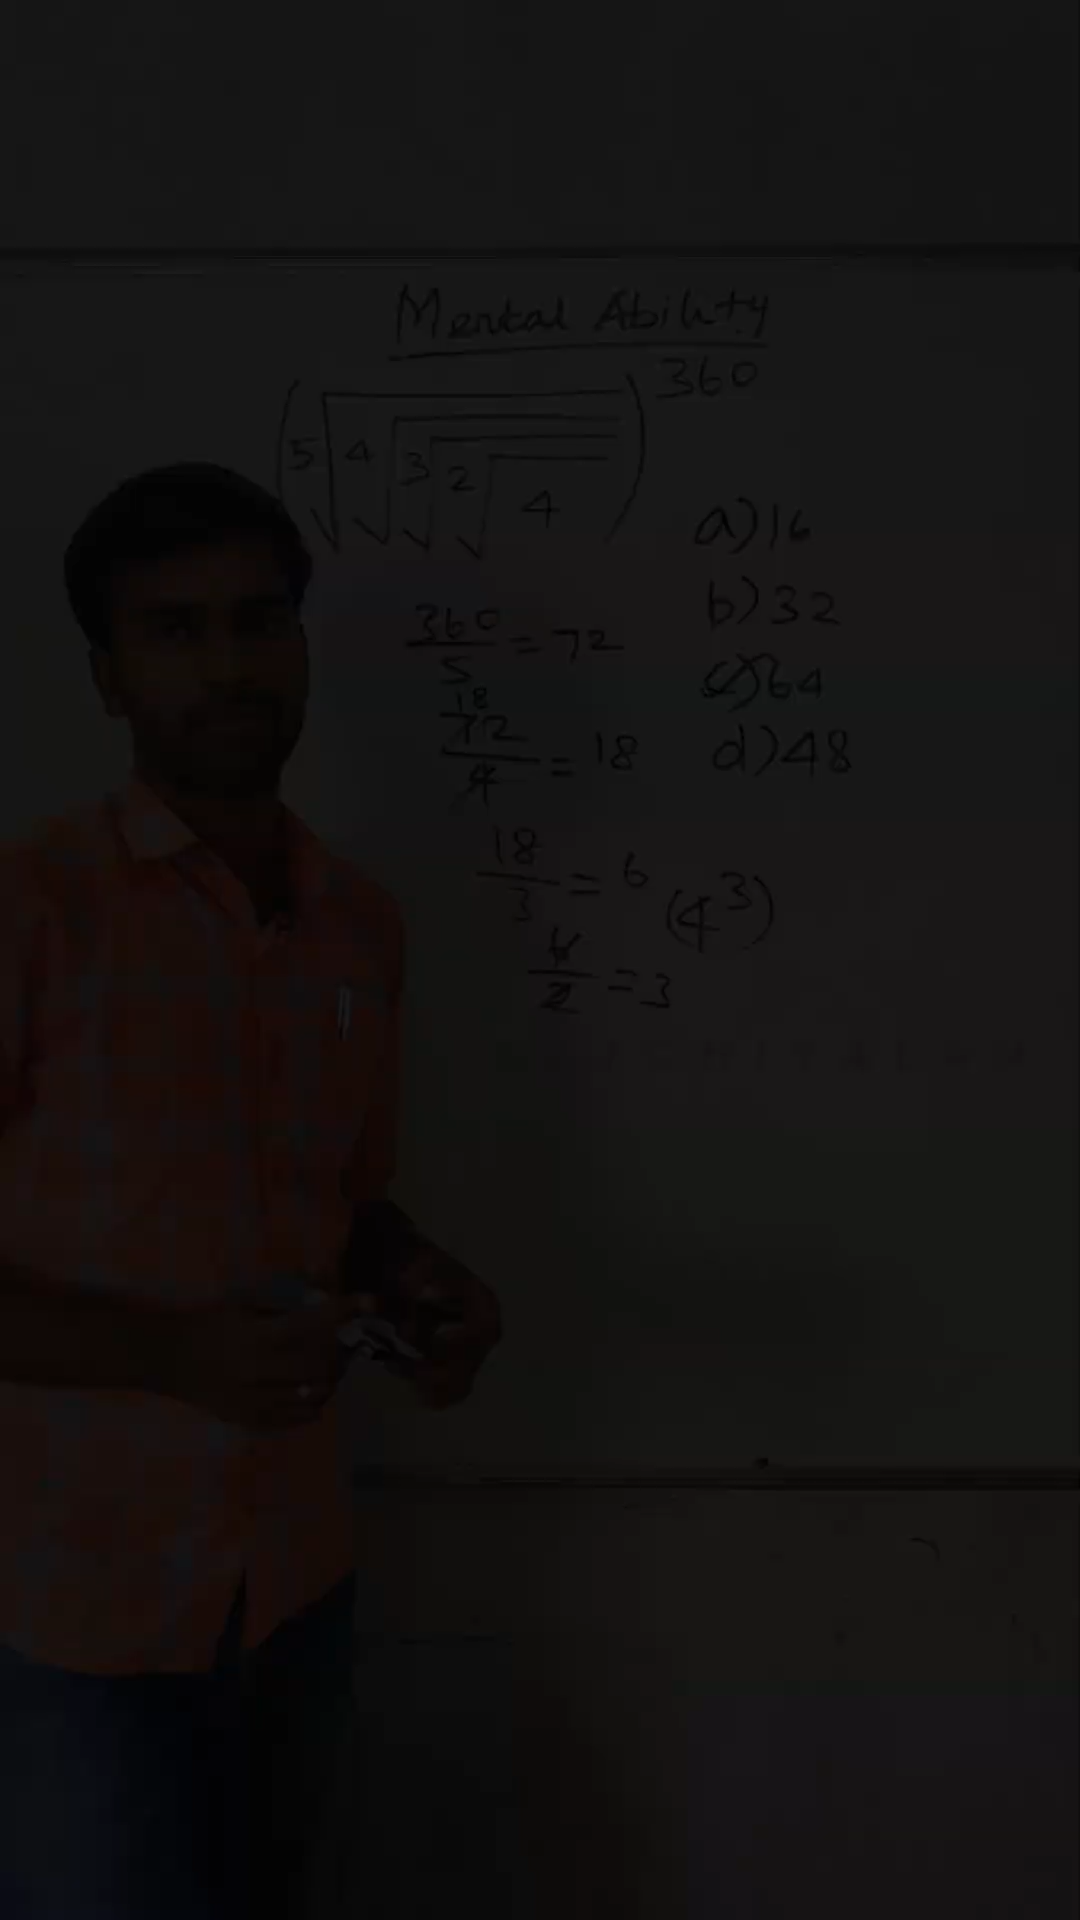 Mental Ability
(⁵√⁴√³√²√4)³⁶⁰
a)16
b)32
c)64
d)48
360/5 = 72
18
72/4 = 18
18/3 = 6
(4³)
6/2 = 3